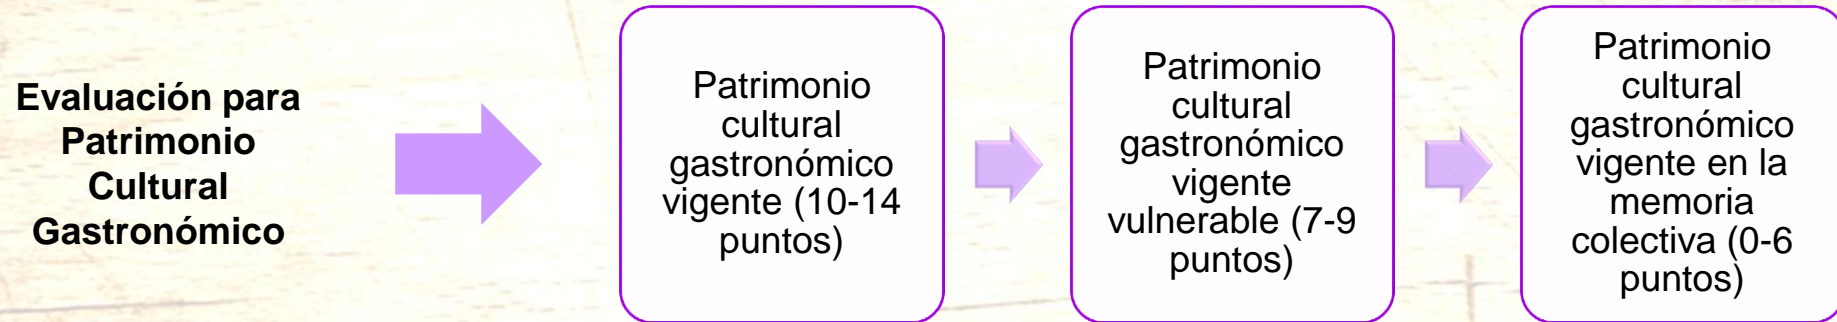 Evaluación para
Patrimonio
Cultural
Gastronómico
Patrimonio
cultural
gastronómico
vigente (10-14
puntos)
Patrimonio
cultural
gastronómico
vigente
vulnerable (7-9
puntos)
Patrimonio
cultural
gastronómico
vigente en la
memoria
colectiva (0-6
puntos)